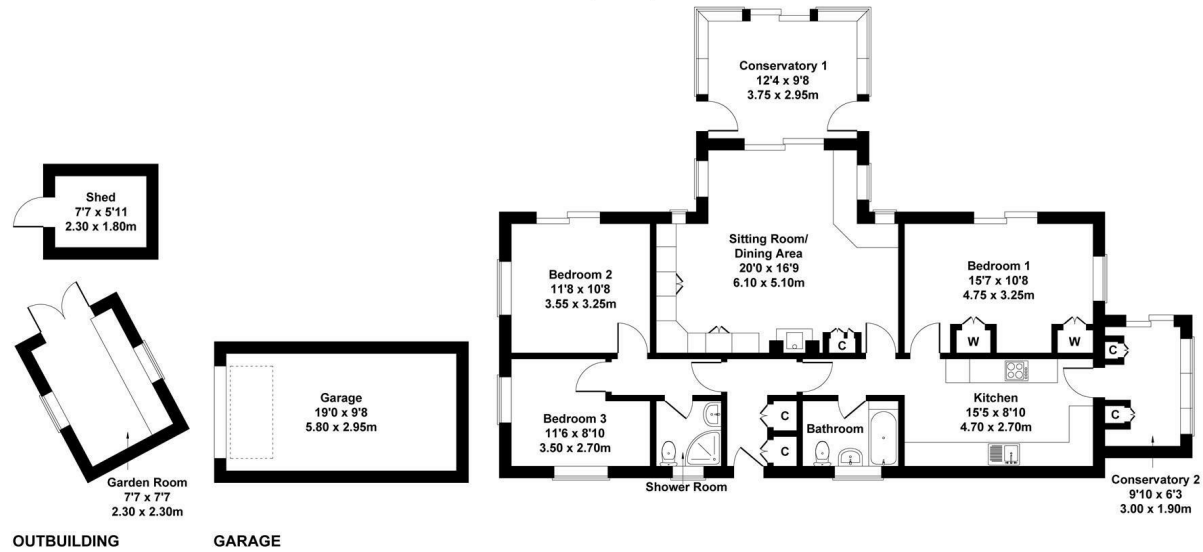 Conservatory 1
12'4 x 9'8
3.75 x 2.95m
Shed
7'7 x 5'11
2.30 x 1.80m
Sitting Room/
Dining Area
20'0 x 16'9
6.10 x 5.10m
Bedroom 2
11'8 x 10'8
3.55 x 3.25m
Bedroom 1
15'7 x 10'8
4.75 x 3.25m
W
W
C
C
C
C
C
Garage
19'0 x 9'8
5.80 x 2.95m
Bedroom 3
11'6 x 8'10
3.50 x 2.70m
Bathroom
Kitchen
15'5 x 8'10
4.70 x 2.70m
Shower Room
Garden Room
7'7 x 7'7
2.30 x 2.30m
Conservatory 2
9'10 x 6'3
3.00 x 1.90m
OUTBUILDING
GARAGE